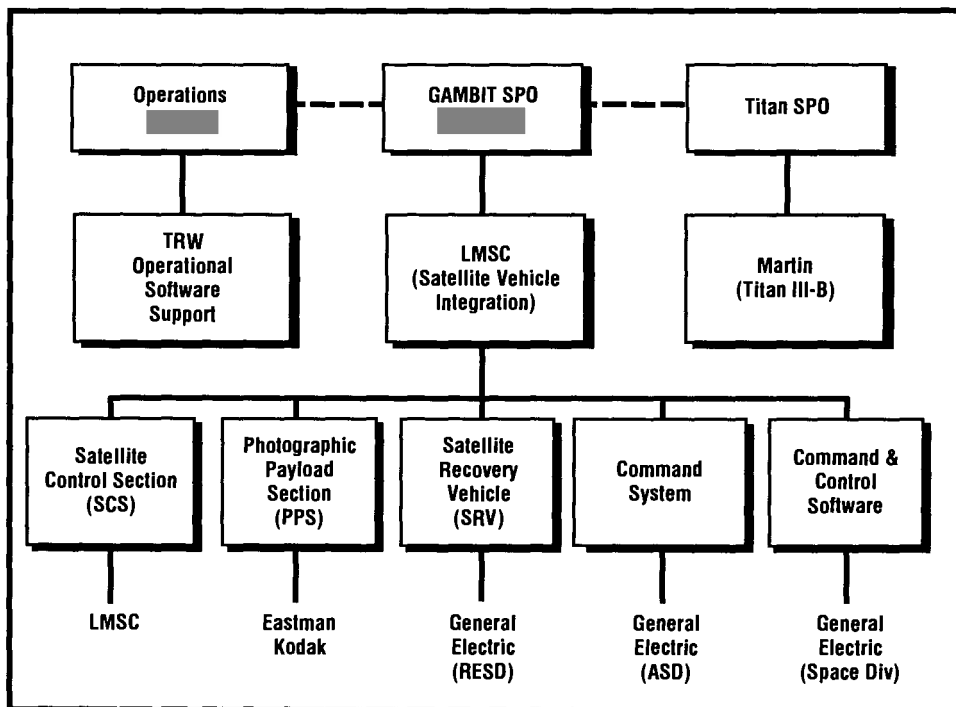 Operations
GAMBIT SPO
Titan SPO
TRW
Operational
Software
Support
LMSC
(Satellite Vehicle
Integration)
Martin
(Titan III-B)
Satellite
Control Section
(SCS)
Photographic
Payload
Section
(PPS)
Satellite
Recovery
Vehicle
(SRV)
Command
System
Command &
Control
Software
LMSC
Eastman
Kodak
General
Electric
(RESD)
General
Electric
(ASD)
General
Electric
(Space Div)